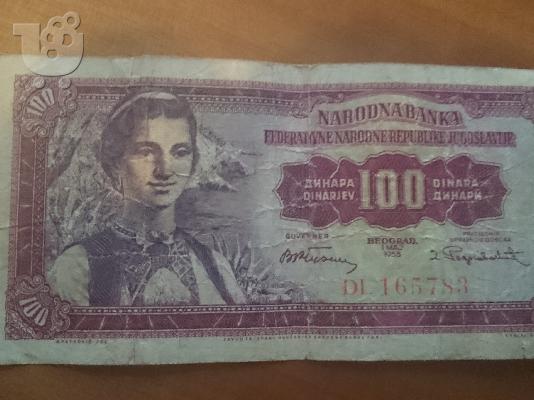 100
NARODNA BANKA
FEDERATIVNE NARODNE REPUBLIKE JUGOSLAVIJE
ДИНАРА 100 DINARA
DINARJEV ДИНАРИ
GUVERNER
BEOGRAD,
1 MAJ
1955
DL 165783
100